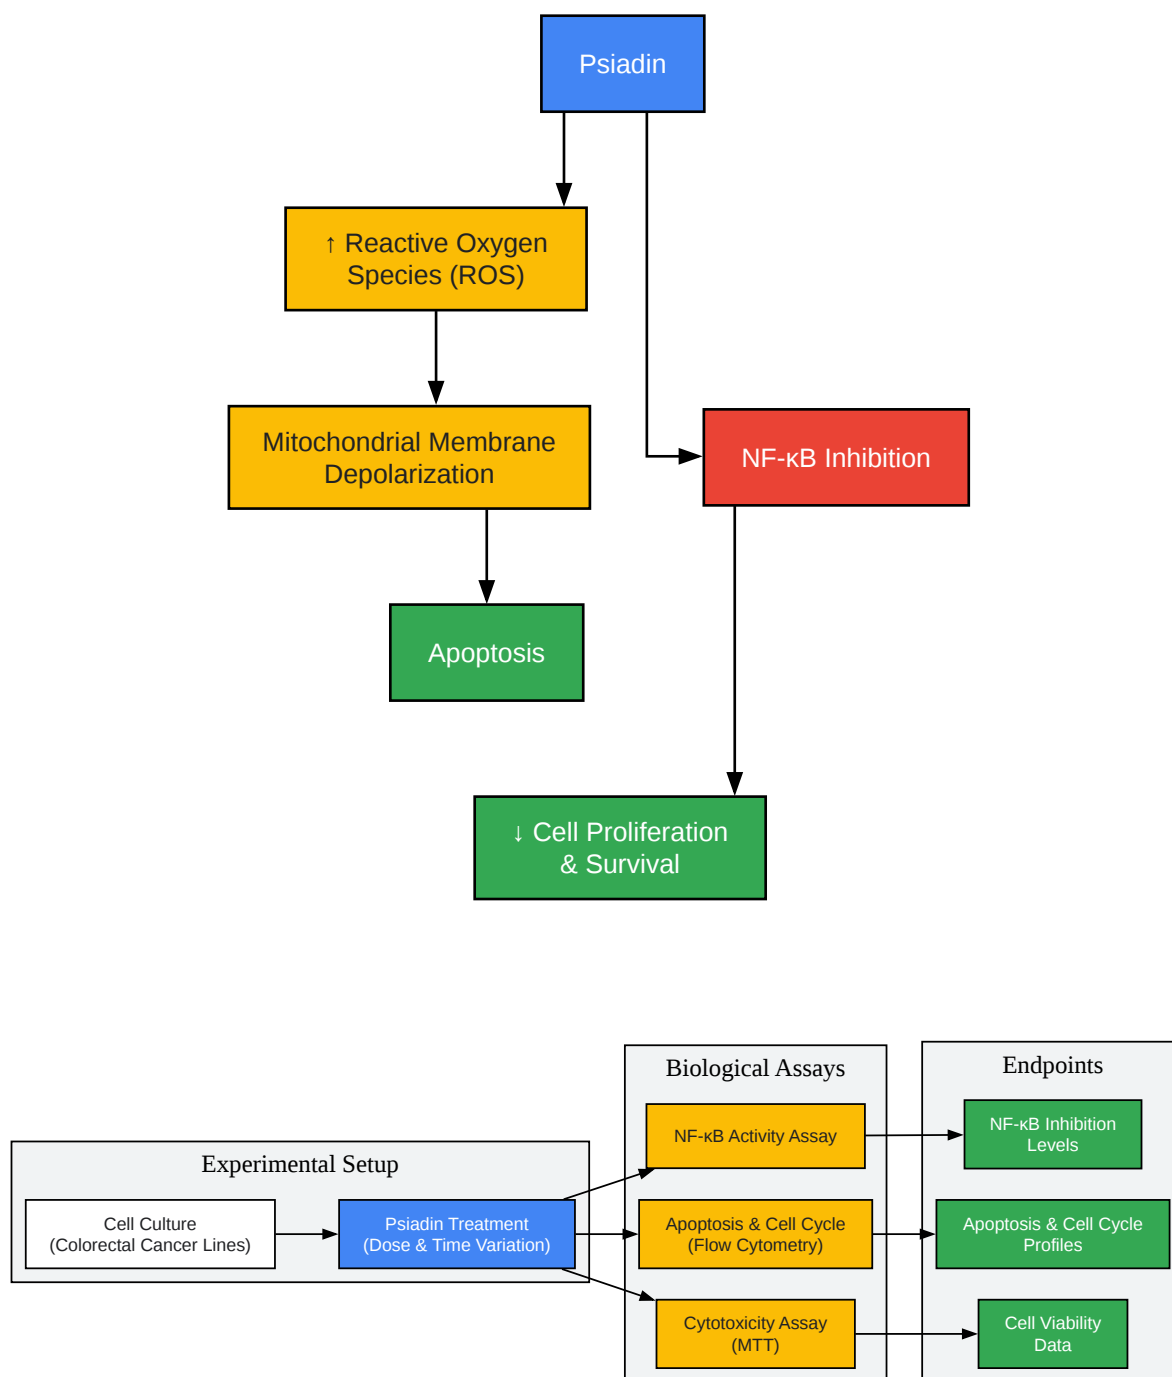 Psiadin
↑ Reactive Oxygen
Species (ROS)
Mitochondrial Membrane
Depolarization
NF-κB Inhibition
Apoptosis
↓ Cell Proliferation
& Survival
Experimental Setup
Cell Culture
(Colorectal Cancer Lines)
Psiadin Treatment
(Dose & Time Variation)
Biological Assays
NF-κB Activity Assay
Apoptosis & Cell Cycle
(Flow Cytometry)
Cytotoxicity Assay
(MTT)
Endpoints
NF-κB Inhibition
Levels
Apoptosis & Cell Cycle
Profiles
Cell Viability
Data